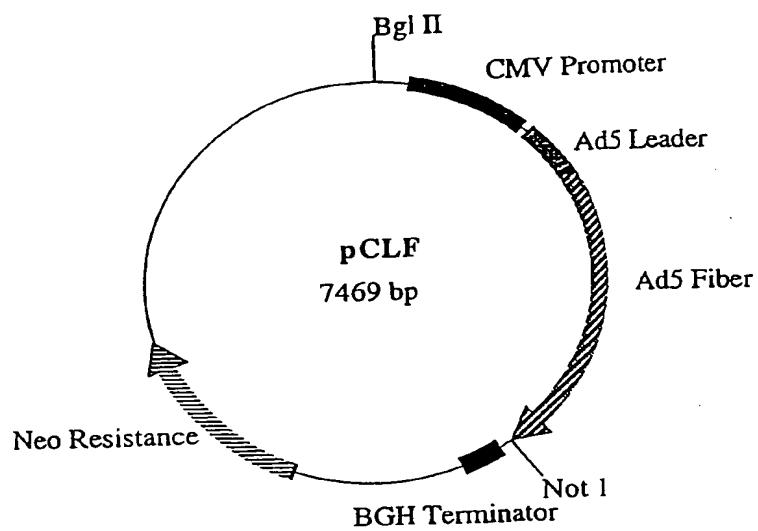 Bgl II
CMV Promoter
Ad5 Leader
pCLF
7469 bp
Ad5 Fiber
Neo Resistance
Not 1
BGH Terminator